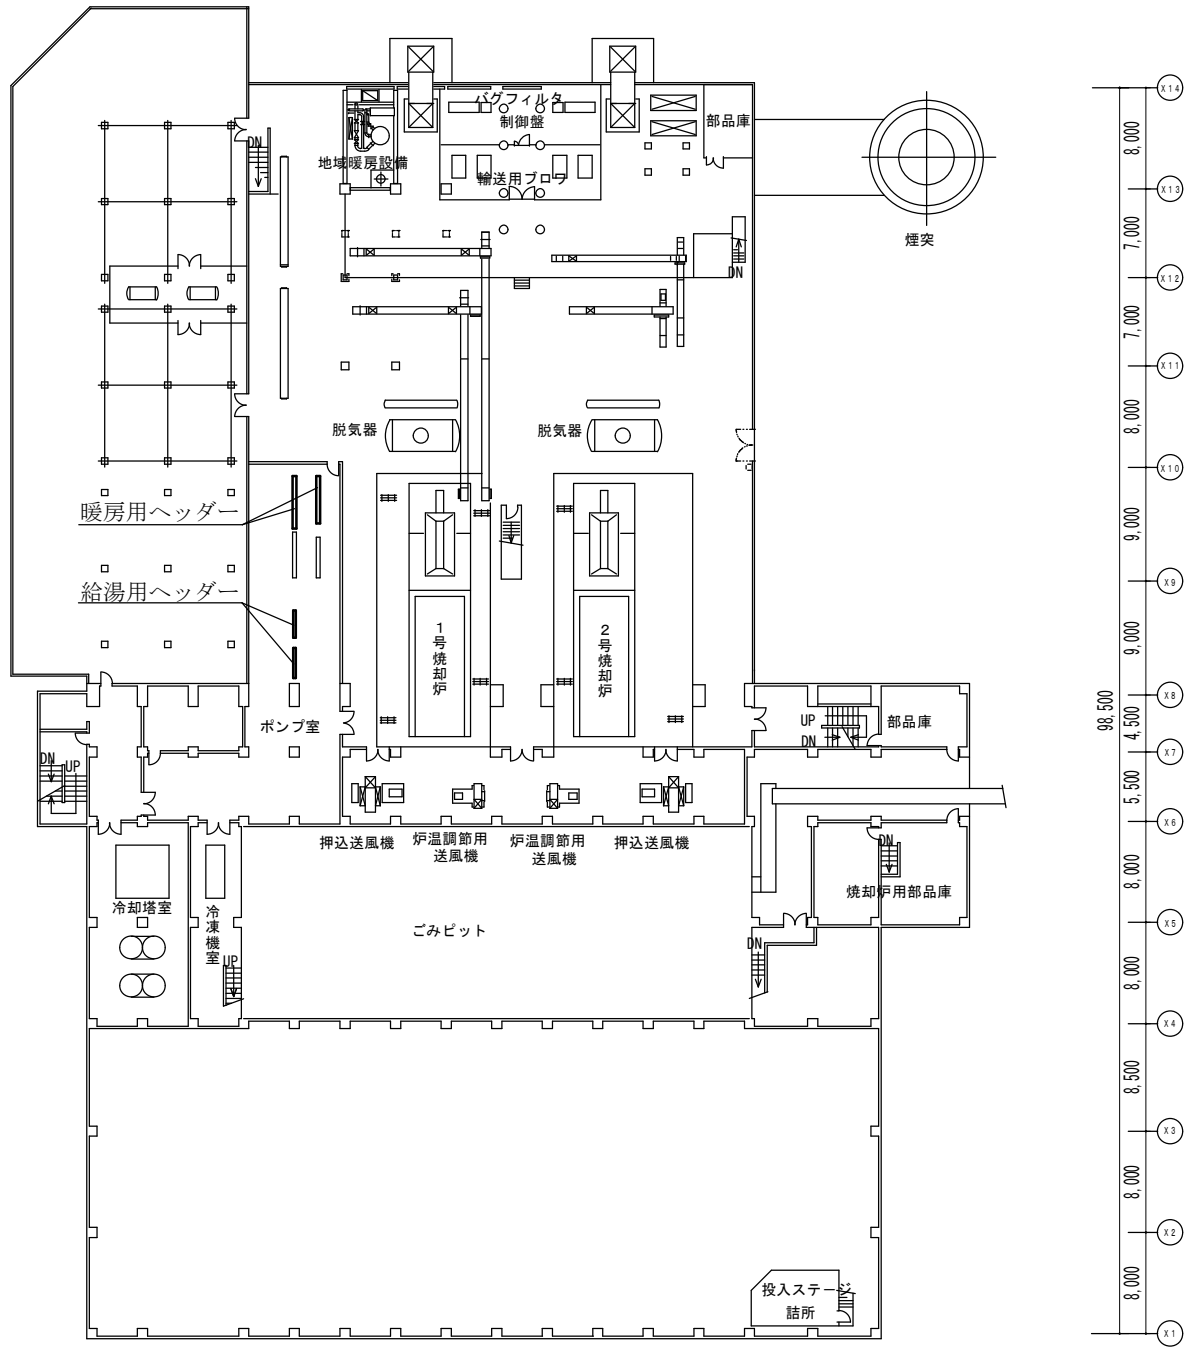 バグフィルタ
制御盤
部品庫
DN
地域暖房設備
輸送用ブロワ
煙突
DN
脱気器
脱気器
暖房用ヘッダー
給湯用ヘッダー
1号焼却炉
2号焼却炉
ポンプ室
UP
DN
部品庫
DN
UP
押込送風機
炉温調節用
送風機
炉温調節用
送風機
押込送風機
DN
焼却炉用部品庫
冷却塔室
冷凍機室
UP
ごみピット
DN
投入ステージ
詰所
X14
8,000
X13
7,000
X12
7,000
X11
8,000
X10
9,000
X9
9,000
X8
98,500
4,500
X7
5,500
X6
8,000
X5
8,000
X4
8,500
X3
8,000
X2
8,000
X1